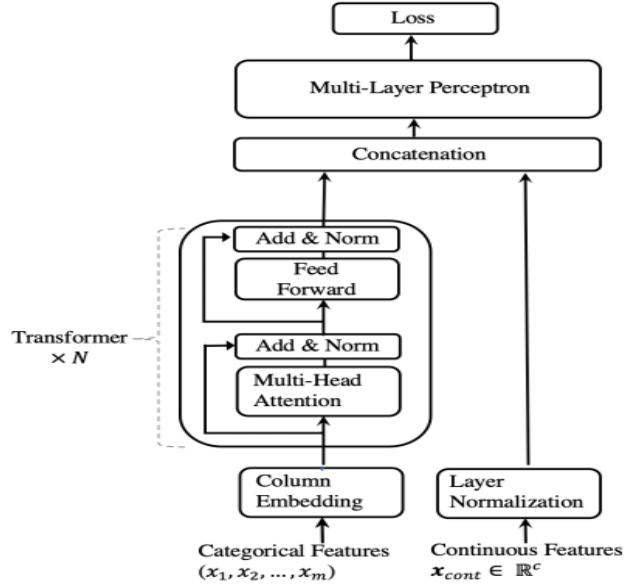 Loss
Multi-Layer Perceptron
Concatenation
Add & Norm
Feed
Forward
Add & Norm
Multi-Head
Attention
Transformer
× N
Column
Embedding
Layer
Normalization
Categorical Features
(x₁, x₂, ..., xₘ)
Continuous Features
x_cont ∈ ℝᶜ